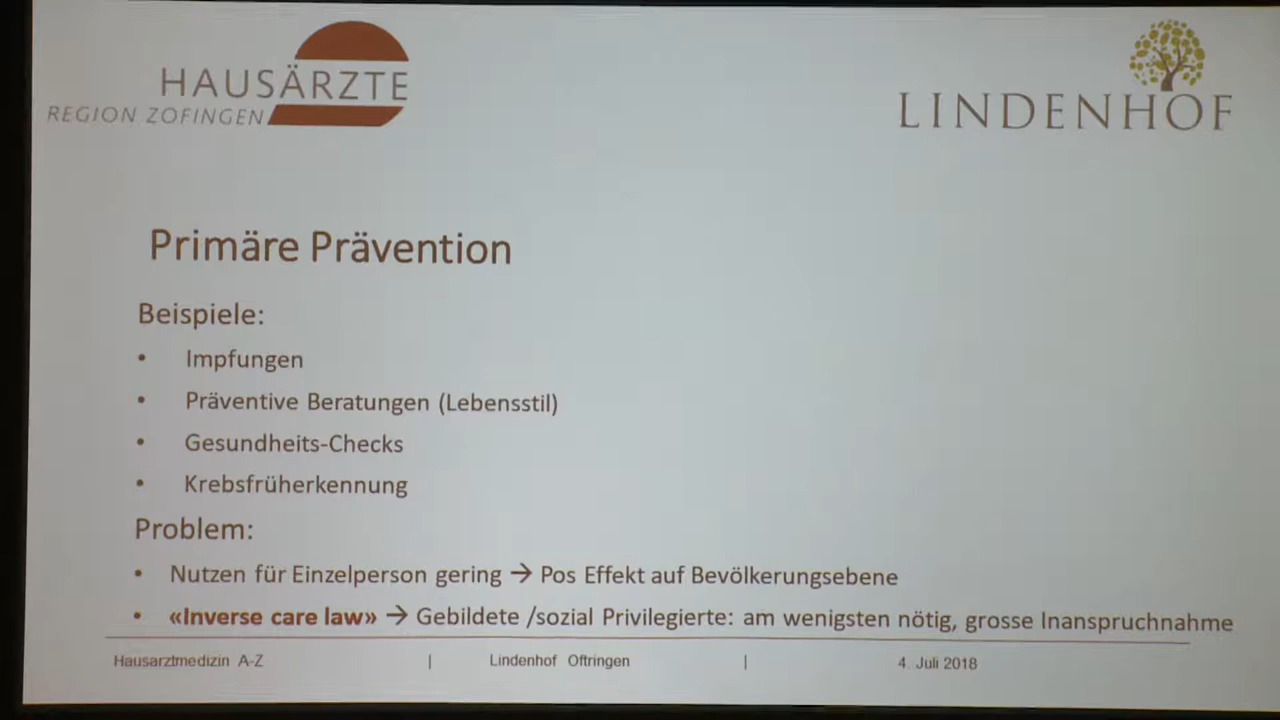 HAUSÄRZTE
REGION ZOFINGEN
LINDENHOF
Primäre Prävention
Beispiele:
• Impfungen
• Präventive Beratungen (Lebensstil)
• Gesundheits-Checks
• Krebsfrüherkennung
Problem:
• Nutzen für Einzelperson gering → Pos Effekt auf Bevölkerungsebene
• «Inverse care law» → Gebildete /sozial Privilegierte: am wenigsten nötig, grosse Inanspruchnahme
Hausarztmedizin A-Z | Lindenhof Oftringen | 4. Juli 2018